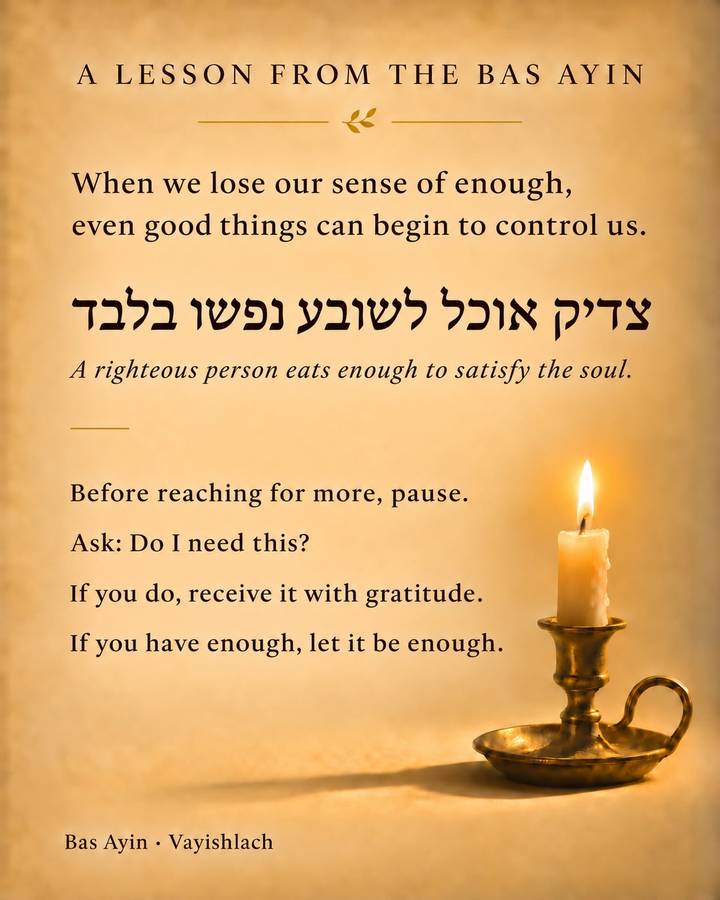 A LESSON FROM THE BAS AYIN
When we lose our sense of enough,
even good things can begin to control us.
צדיק אוכל לשובע נפשו בלבד
A righteous person eats enough to satisfy the soul.
Before reaching for more, pause.
Ask: Do I need this?
If you do, receive it with gratitude.
If you have enough, let it be enough.
Bas Ayin · Vayishlach